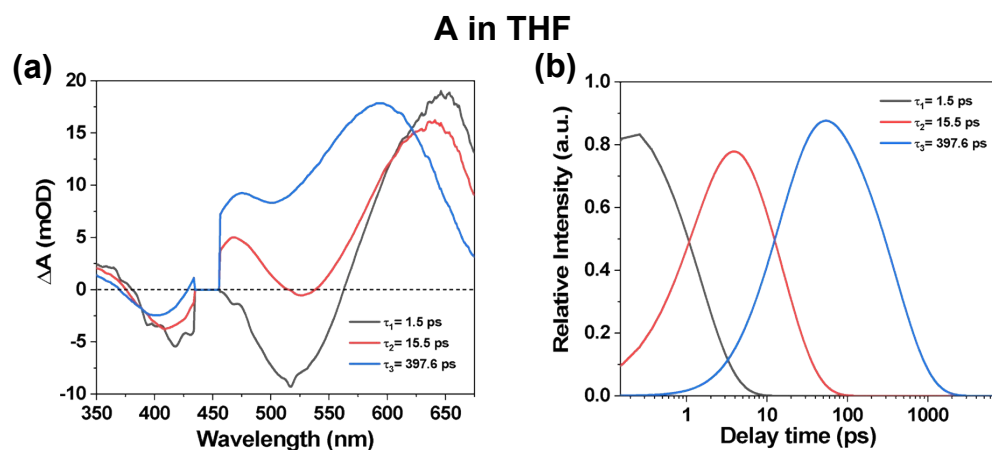 A in THF
(a)
20
15
10
5
0
-5
-10
ΔA (mOD)
350 400 450 500 550 600 650
Wavelength (nm)
τ₁= 1.5 ps
τ₂= 15.5 ps
τ₃= 397.6 ps
(b)
1.0
0.8
0.6
0.4
0.2
0.0
Relative Intensity (a.u.)
1 10 100 1000
Delay time (ps)
τ₁= 1.5 ps
τ₂= 15.5 ps
τ₃= 397.6 ps